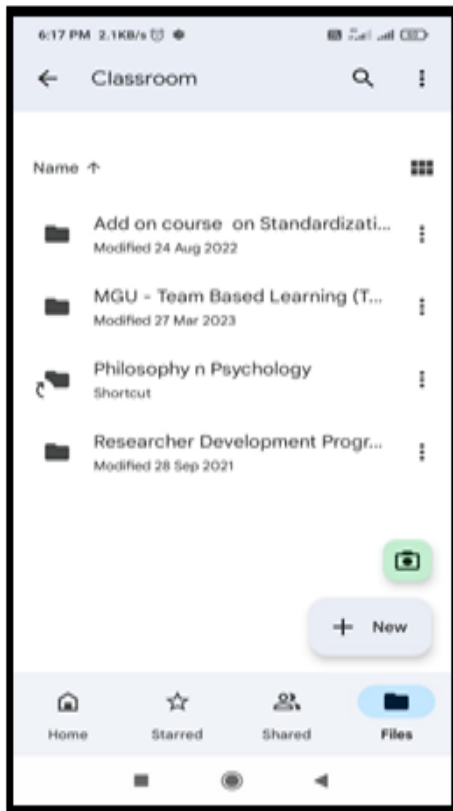 6:17 PM 2.1KB/s
Classroom
Name ↑
Add on course on Standardizati...
Modified 24 Aug 2022
MGU - Team Based Learning (T...
Modified 27 Mar 2023
Philosophy n Psychology
Shortcut
Researcher Development Progr...
Modified 28 Sep 2021
+ New
Home Starred Shared Files